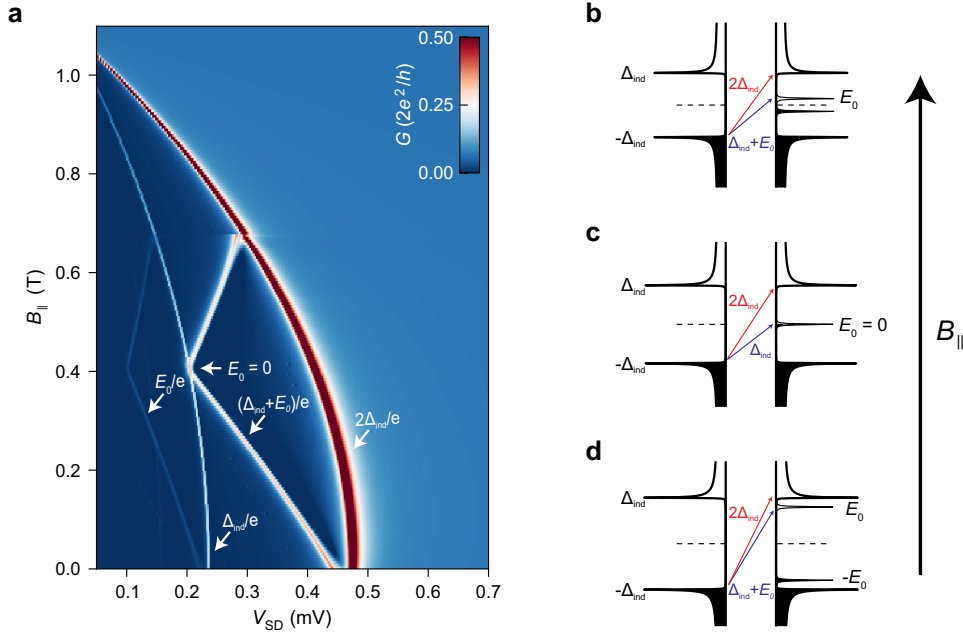 a
G (2e²/h)
0.50
0.25
0.00
B∥ (T)
1.0
0.8
0.6
0.4
0.2
0.0
E₀/e
E₀ = 0
(Δind+E₀)/e
2Δind/e
Δind/e
0.1 0.2 0.3 0.4 0.5 0.6 0.7
VSD (mV)
b
Δind
2Δind
E₀
-Δind
Δind+E₀
c
Δind
2Δind
E₀ = 0
-Δind
Δind
d
Δind
2Δind
E₀
-Δind
Δind+E₀
-E₀
B∥